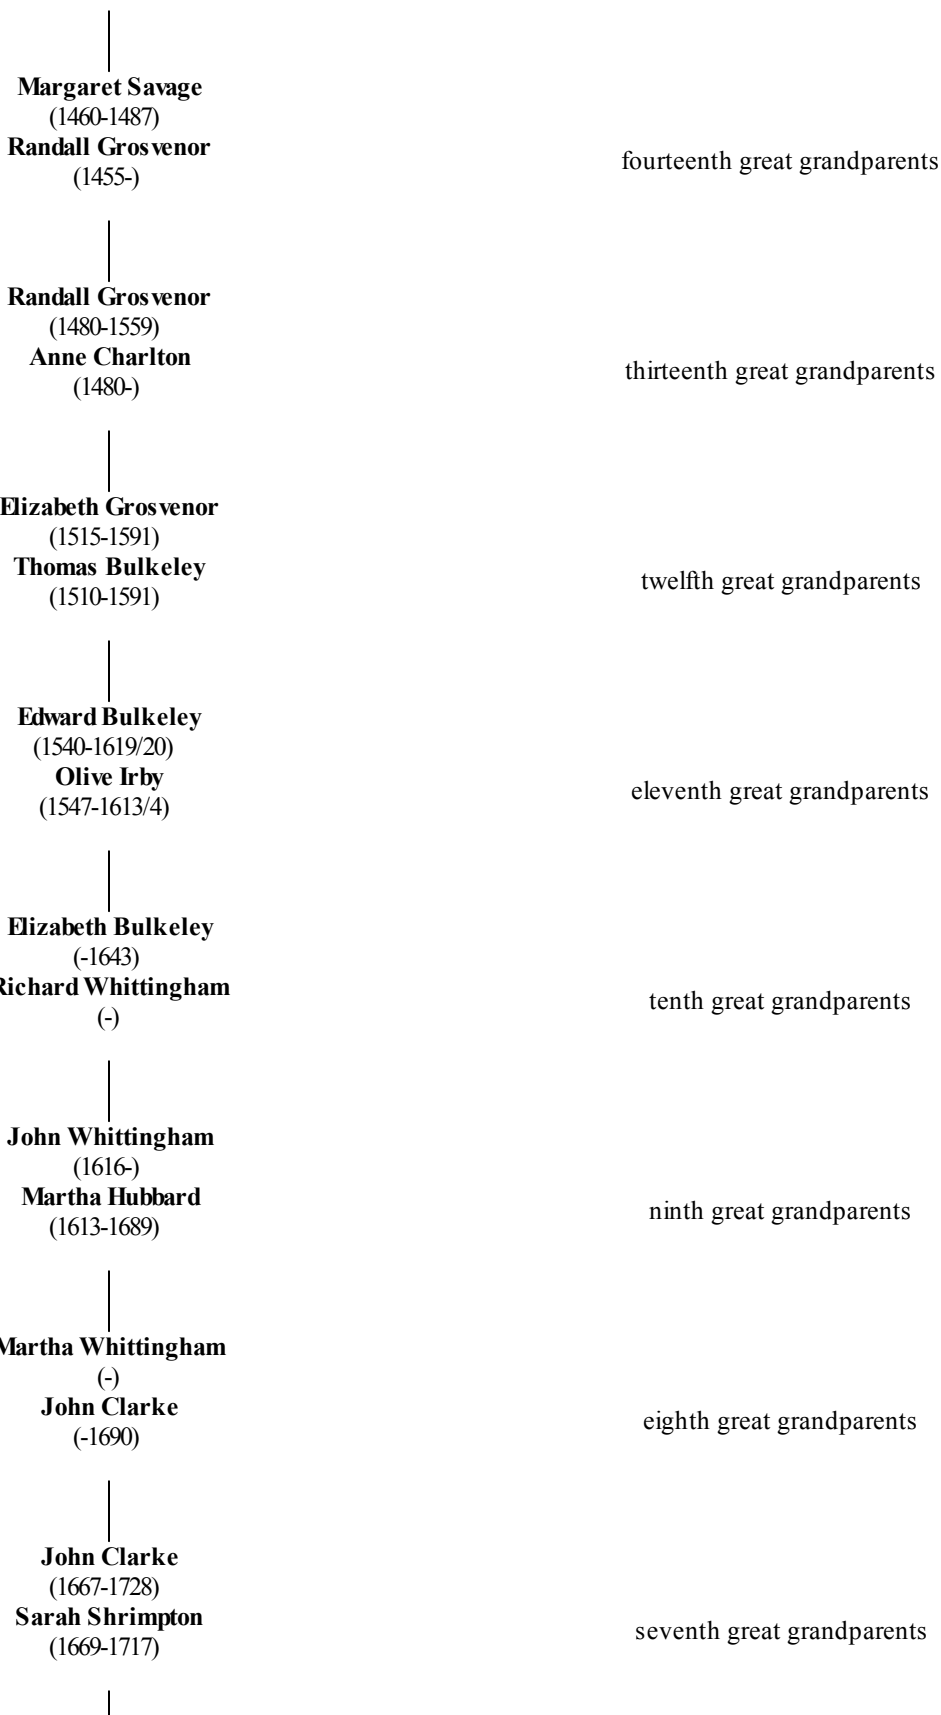 Margaret Savage
(1460-1487)
Randall Grosvenor
(1455-)
fourteenth great grandparents
Randall Grosvenor
(1480-1559)
Anne Charlton
(1480-)
thirteenth great grandparents
Elizabeth Grosvenor
(1515-1591)
Thomas Bulkeley
(1510-1591)
twelfth great grandparents
Edward Bulkeley
(1540-1619/20)
Olive Irby
(1547-1613/4)
eleventh great grandparents
Elizabeth Bulkeley
(-1643)
Richard Whittingham
(-)
tenth great grandparents
John Whittingham
(1616-)
Martha Hubbard
(1613-1689)
ninth great grandparents
Martha Whittingham
(-)
John Clarke
(-1690)
eighth great grandparents
John Clarke
(1667-1728)
Sarah Shrimpton
(1669-1717)
seventh great grandparents